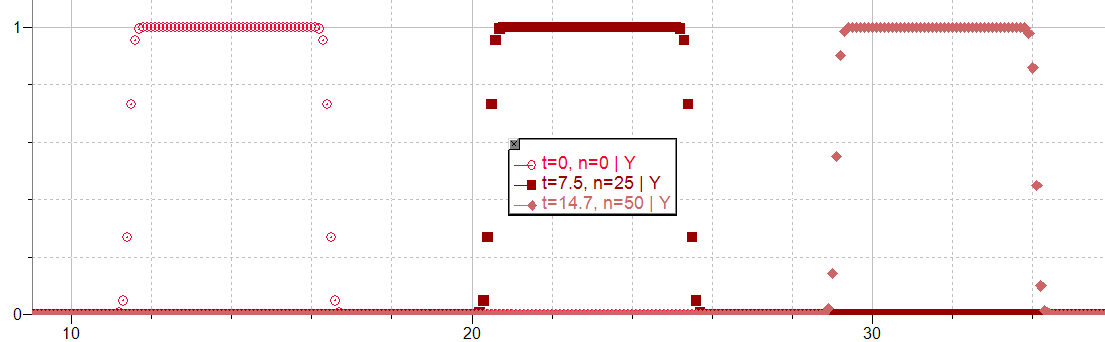 1
t=0, n=0 | Y
t=7.5, n=25 | Y
t=14.7, n=50 | Y
0
10 20 30